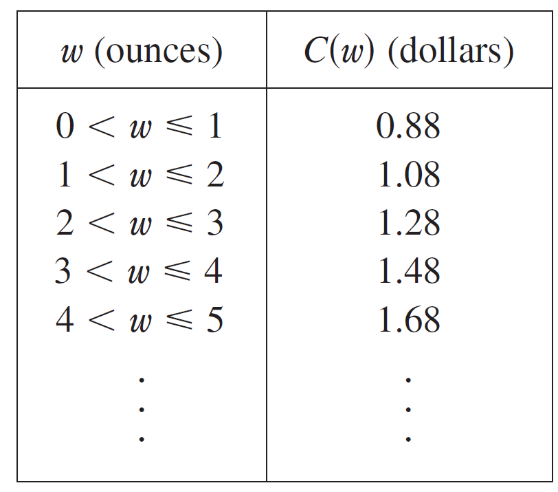 w (ounces) C(w) (dollars)
0 < w ⩽ 1 0.88
1 < w ⩽ 2 1.08
2 < w ⩽ 3 1.28
3 < w ⩽ 4 1.48
4 < w ⩽ 5 1.68
. .
. .
. .